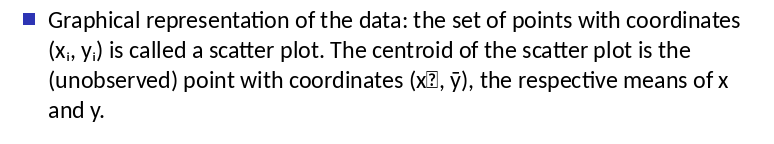 Graphical representation of the data: the set of points with coordinates
(xᵢ, yᵢ) is called a scatter plot. The centroid of the scatter plot is the
(unobserved) point with coordinates (x⍰, ȳ), the respective means of x
and y.